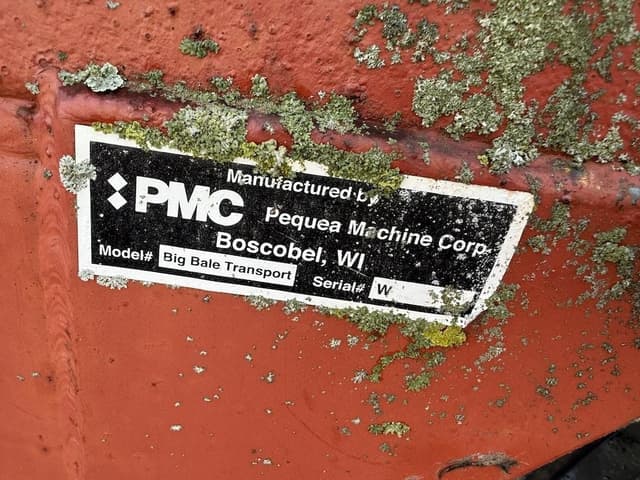 Manufactured by
PMC Pequea Machine Corp
Boscobel, WI
Model# Big Bale Transport Serial# W